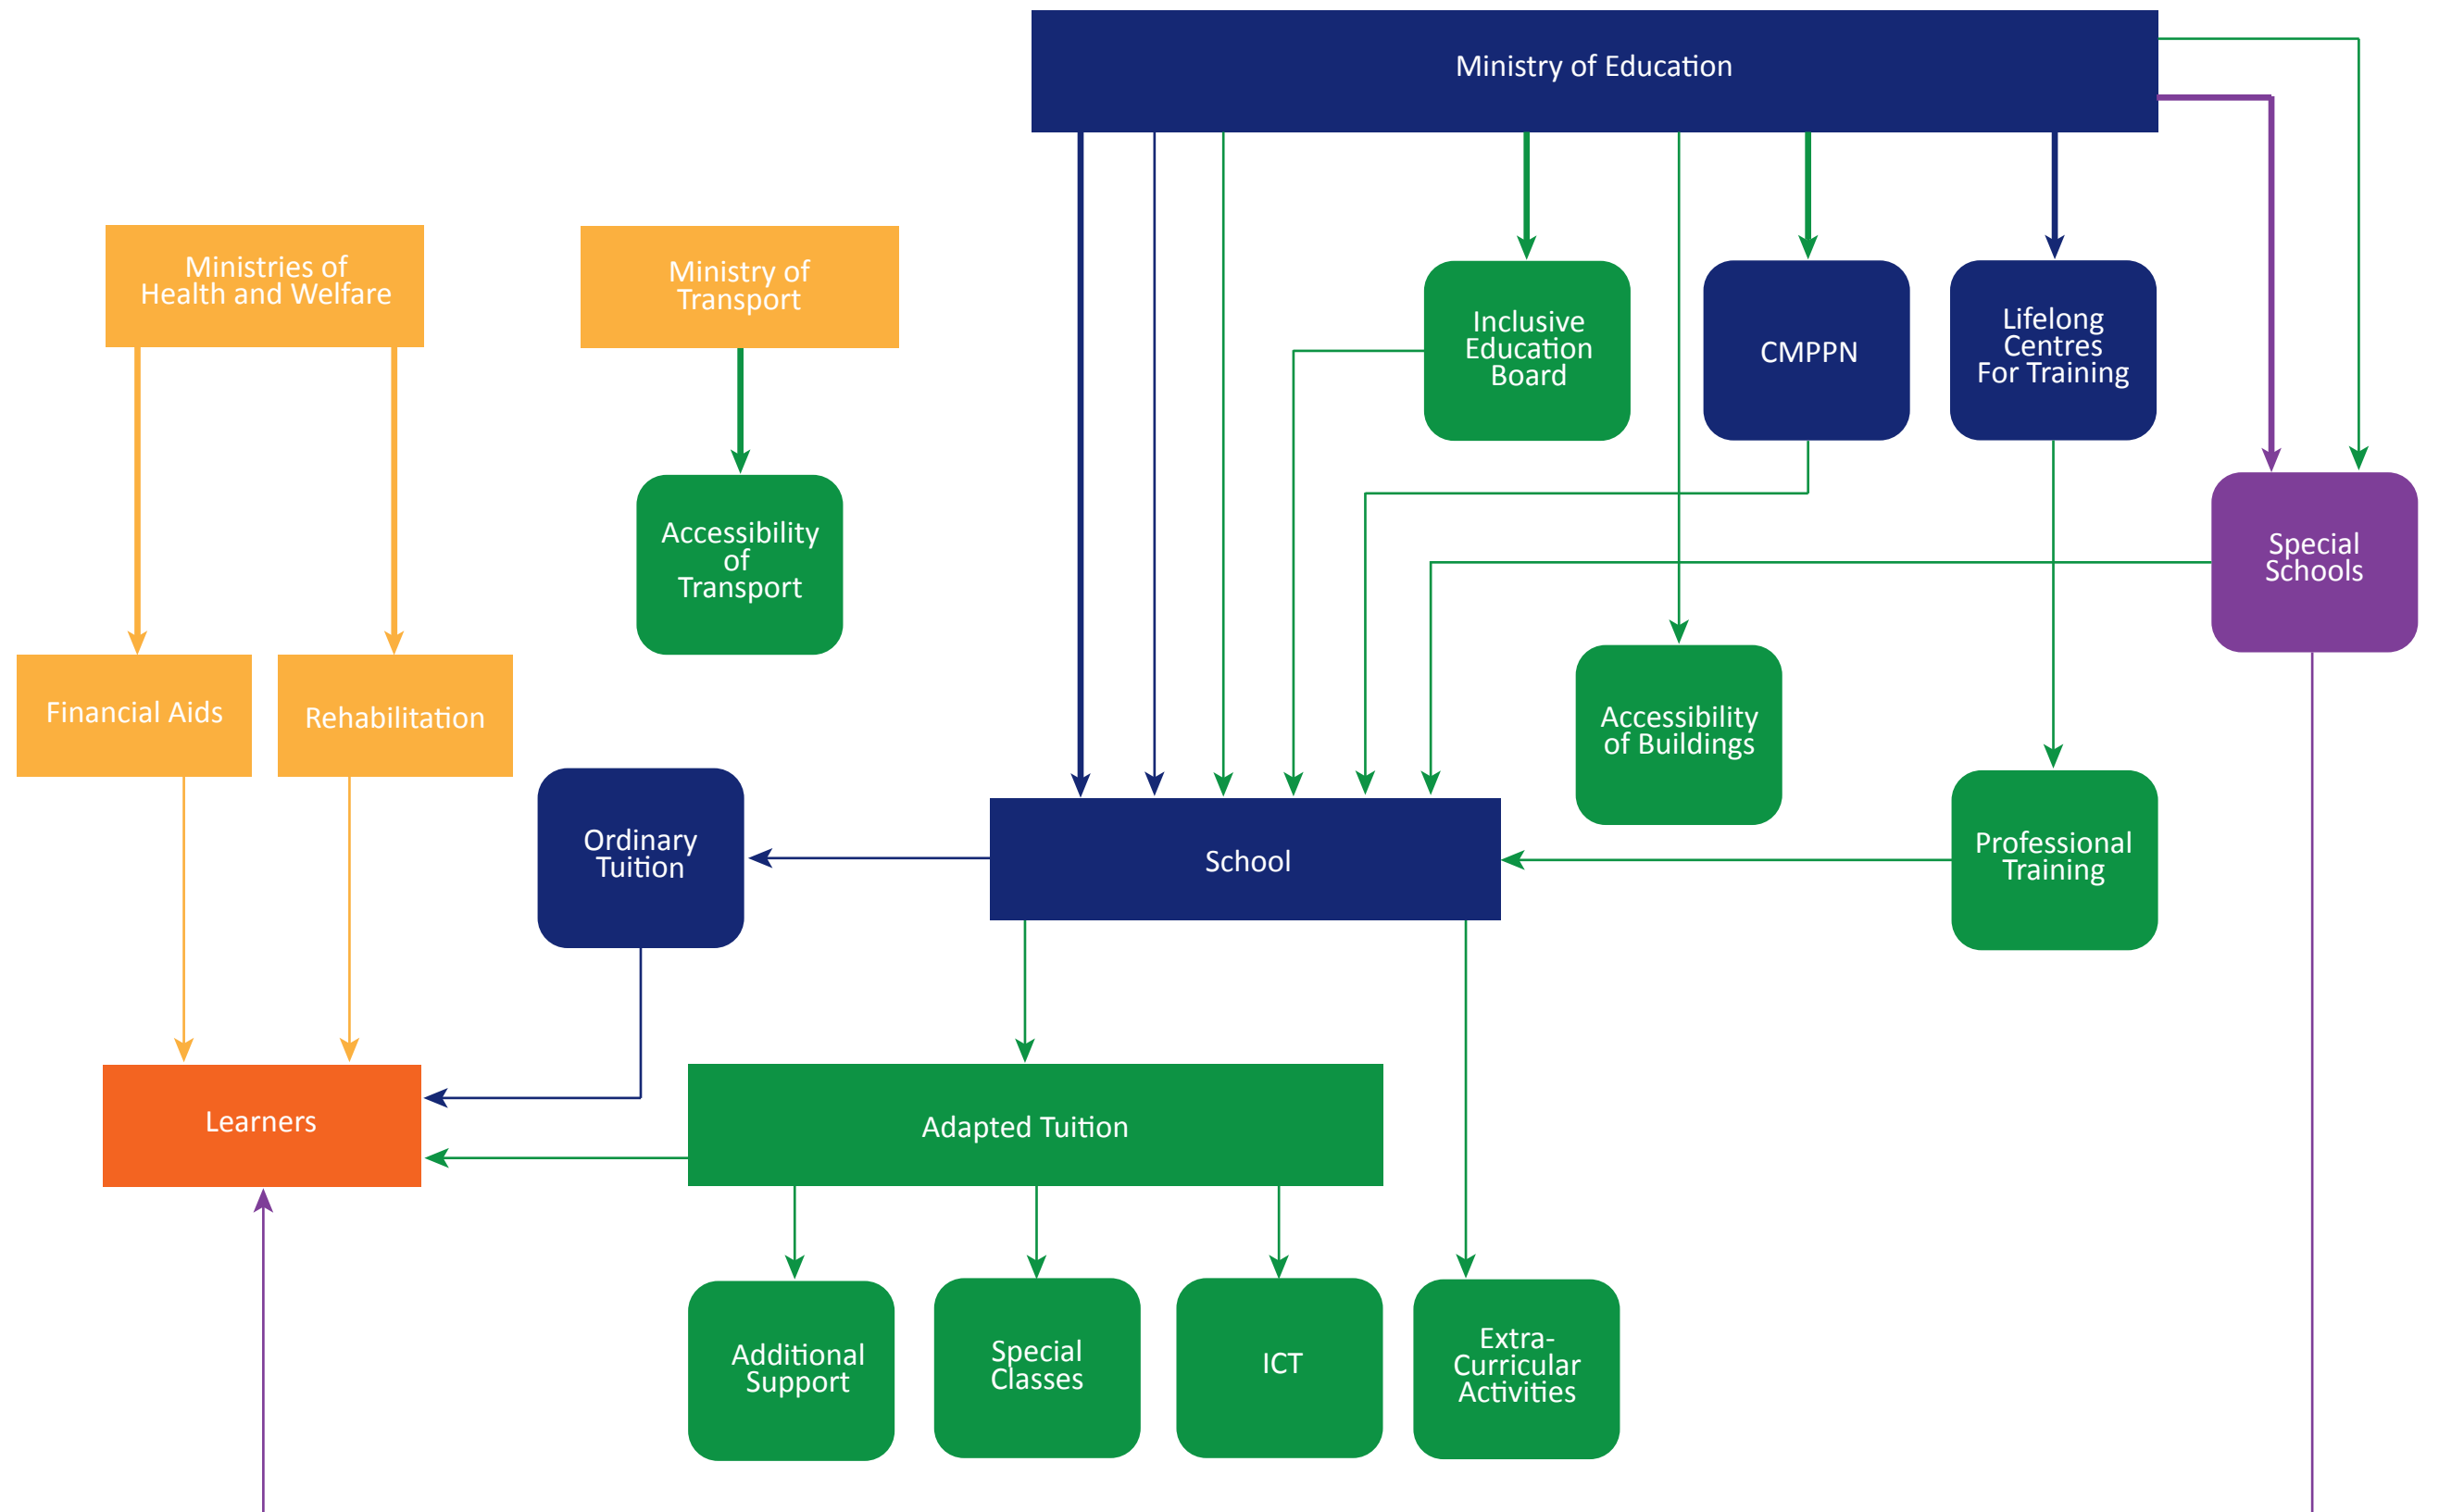 Ministry of Education
Ministries of
Health and Welfare
Ministry of
Transport
Inclusive
Education
Board
CMPPN
Lifelong
Centres
For Training
Accessibility
of
Transport
Special
Schools
Financial Aids
Rehabilitation
Accessibility
of Buildings
Ordinary
Tuition
School
Professional
Training
Learners
Adapted Tuition
Additional
Support
Special
Classes
ICT
Extra-
Curricular
Activities